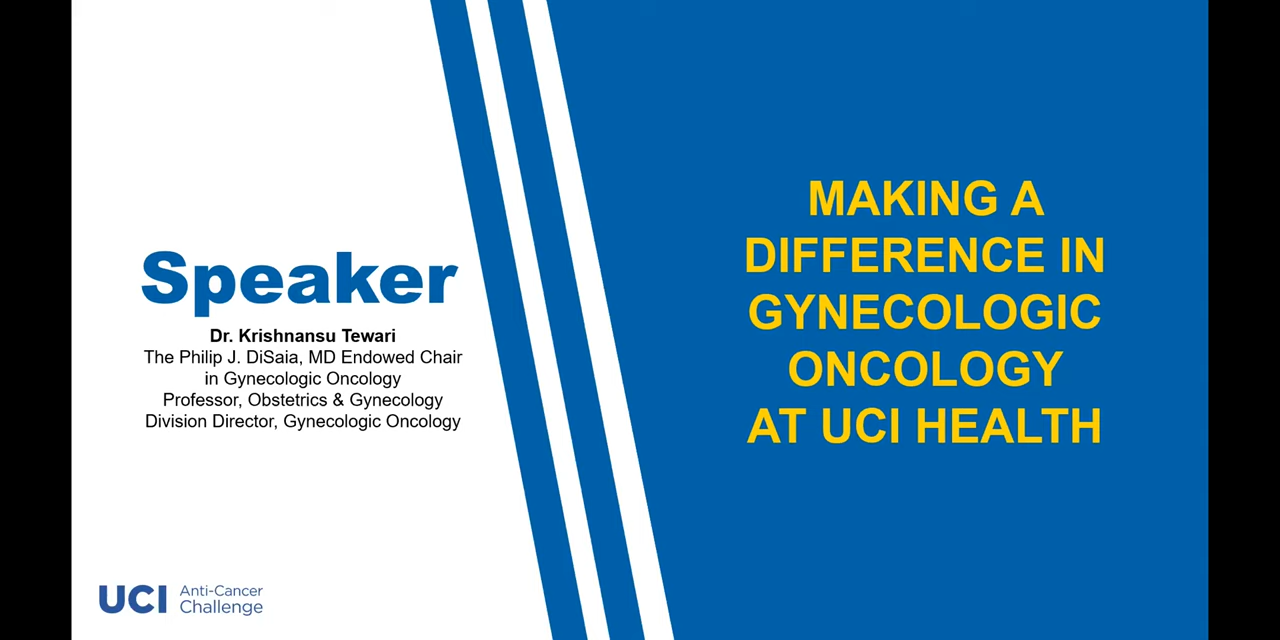 Speaker
Dr. Krishnansu Tewari
The Philip J. DiSaia, MD Endowed Chair
in Gynecologic Oncology
Professor, Obstetrics & Gynecology
Division Director, Gynecologic Oncology
UCI Anti-Cancer
Challenge
MAKING A
DIFFERENCE IN
GYNECOLOGIC
ONCOLOGY
AT UCI HEALTH